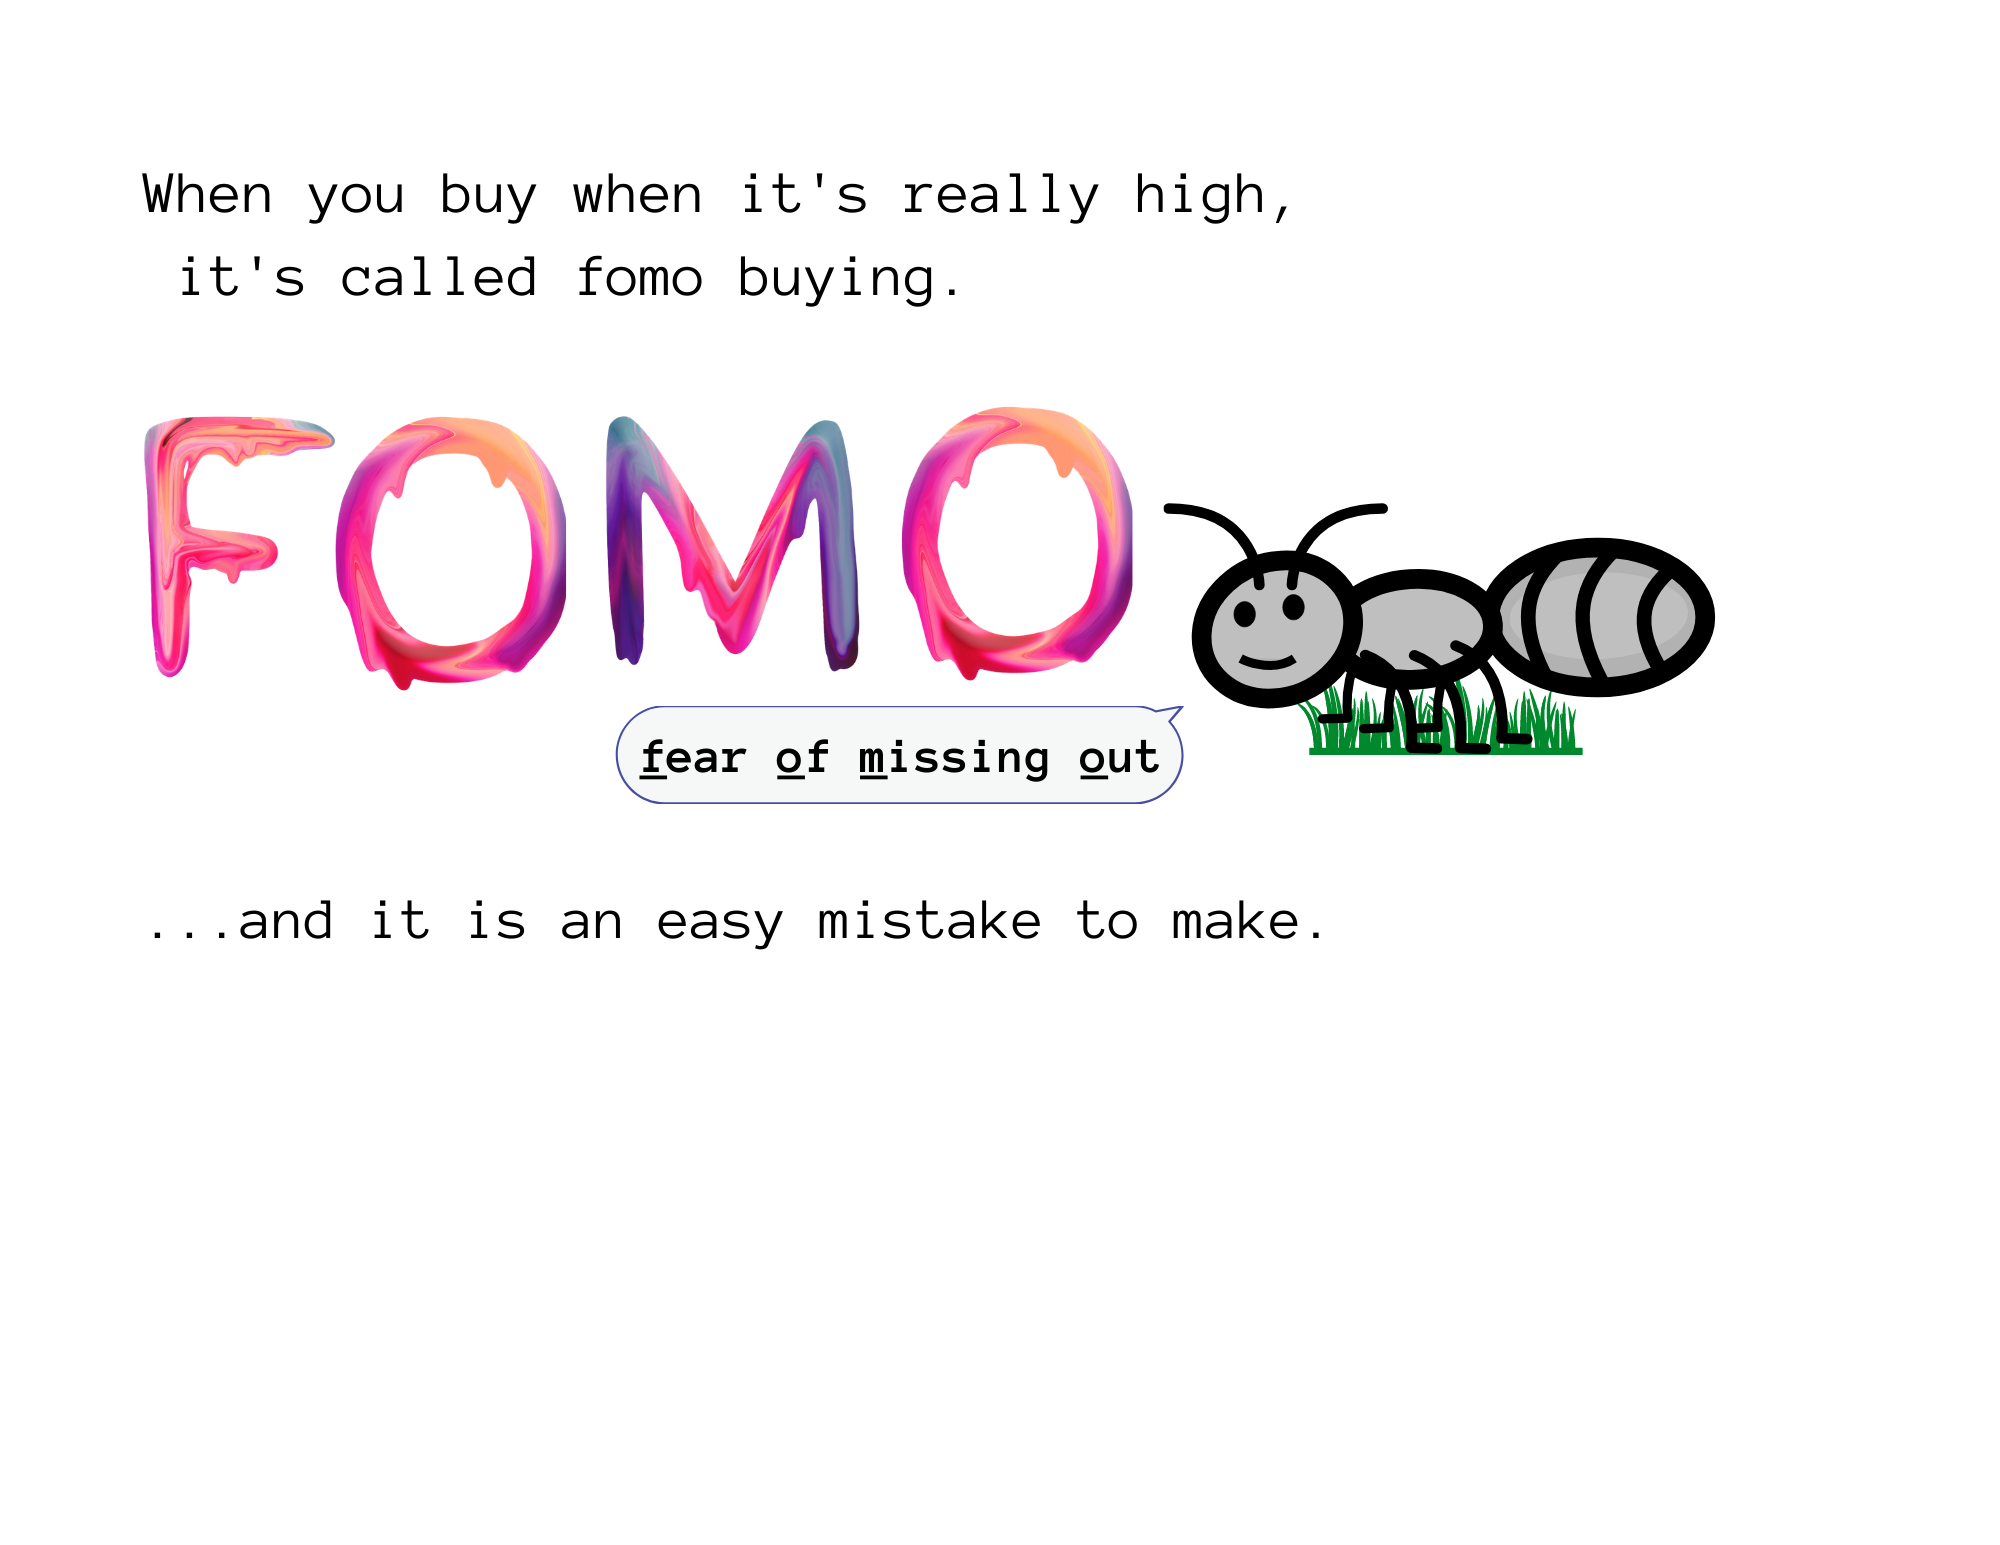 When you buy when it's really high,
it's called fomo buying.
FOMO
fear of missing out
...and it is an easy mistake to make.